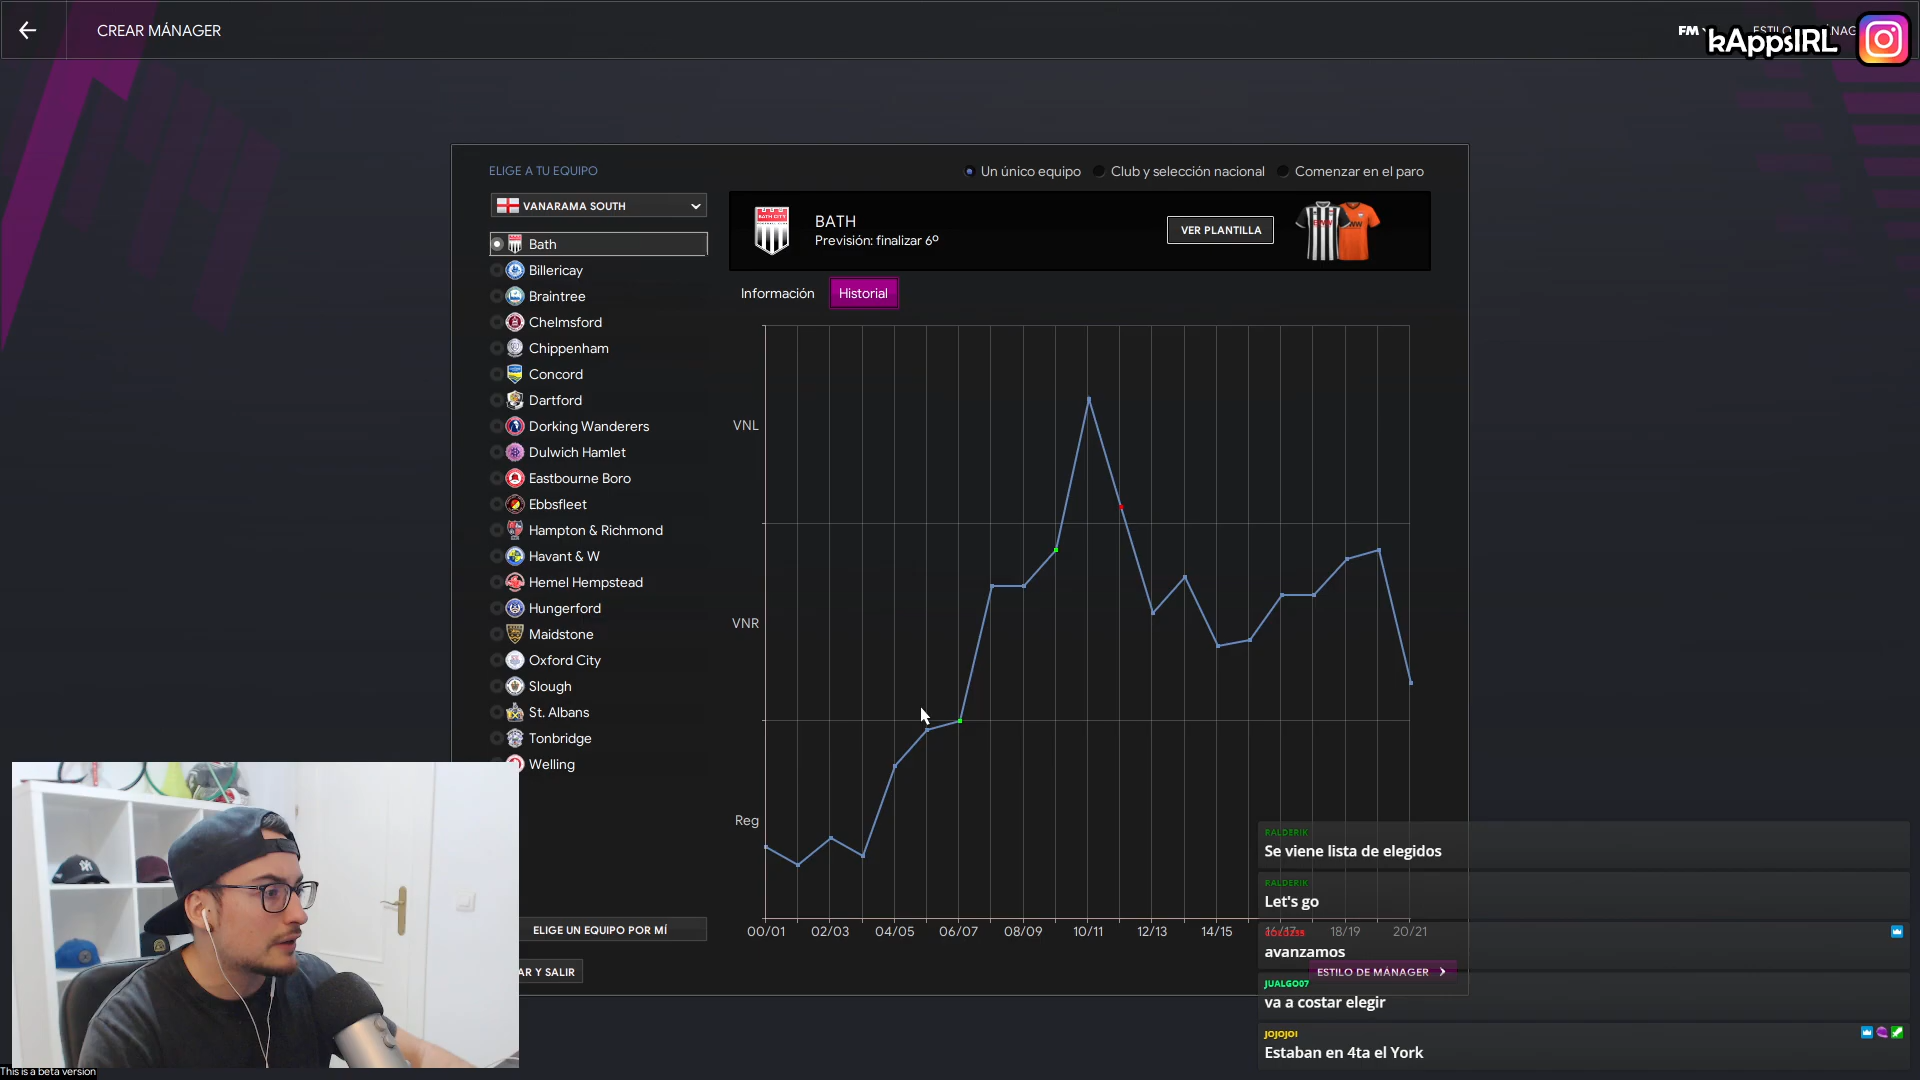 CREAR MÁNAGER
FM
kAppsIRL
ELIGE A TU EQUIPO
Un único equipo
Club y selección nacional
Comenzar en el paro
VANARAMA SOUTH
BATH
Previsión: finalizar 6º
VER PLANTILLA
Información
Historial
Bath
Billericay
Braintree
Chelmsford
Chippenham
Concord
Dartford
Dorking Wanderers
Dulwich Hamlet
Eastbourne Boro
Ebbsfleet
Hampton & Richmond
Havant & W
Hemel Hempstead
Hungerford
Maidstone
Oxford City
Slough
St. Albans
Tonbridge
Welling
VNL
VNR
Reg
00/01 02/03 04/05 06/07 08/09 10/11 12/13 14/15 18/19 20/21
ELIGE UN EQUIPO POR MÍ
AR Y SALIR
ESTILO DE MÁNAGER
RALDERIK
Se viene lista de elegidos
RALDERIK
Let's go
avanzamos
JUALGO07
va a costar elegir
JOJOJOI
Estaban en 4ta el York
This is a beta version